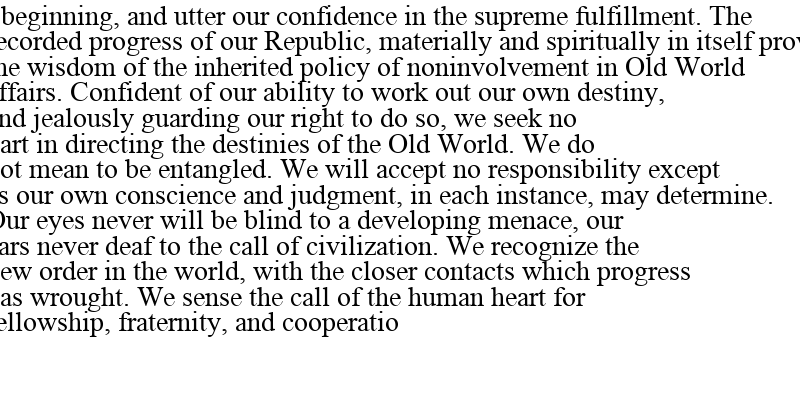 beginning, and utter our confidence in the supreme fulfillment. The
ecorded progress of our Republic, materially and spiritually in itself prov
he wisdom of the inherited policy of noninvolvement in Old World
ffairs. Confident of our ability to work out our own destiny,
nd jealously guarding our right to do so, we seek no
art in directing the destinies of the Old World. We do
ot mean to be entangled. We will accept no responsibility except
s our own conscience and judgment, in each instance, may determine.
Our eyes never will be blind to a developing menace, our
ars never deaf to the call of civilization. We recognize the
ew order in the world, with the closer contacts which progress
as wrought. We sense the call of the human heart for
ellowship, fraternity, and cooperatio